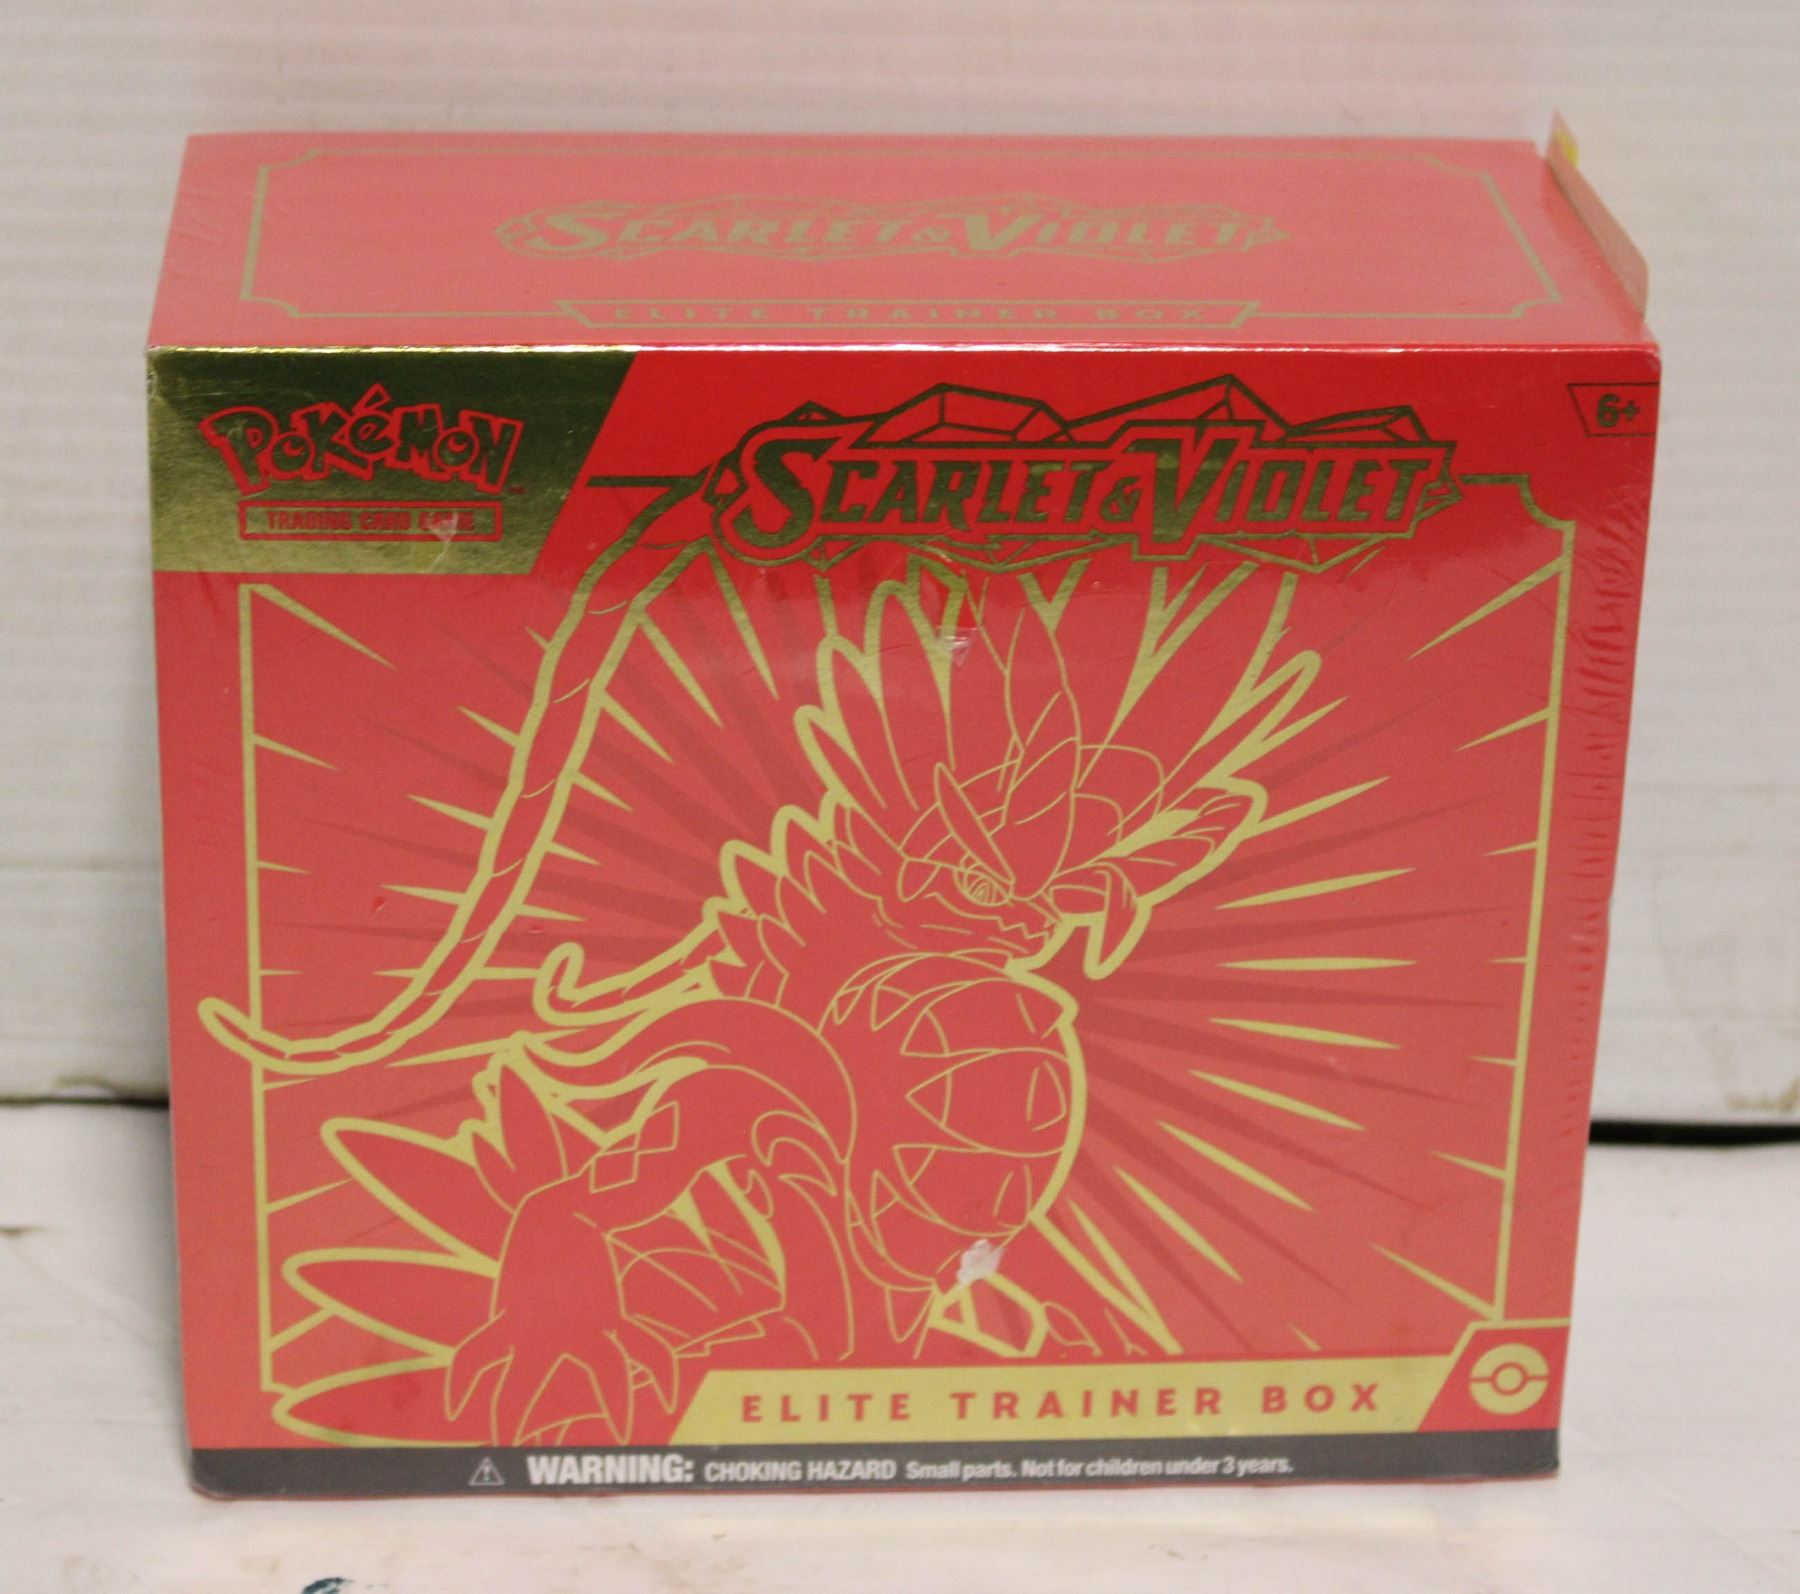 SCARLET & VIOLET
ELITE TRAINER BOX
POKéMON
TRADING CARD GAME
SCARLET & VIOLET
6+
ELITE TRAINER BOX
WARNING: CHOKING HAZARD Small parts. Not for children under 3 years.